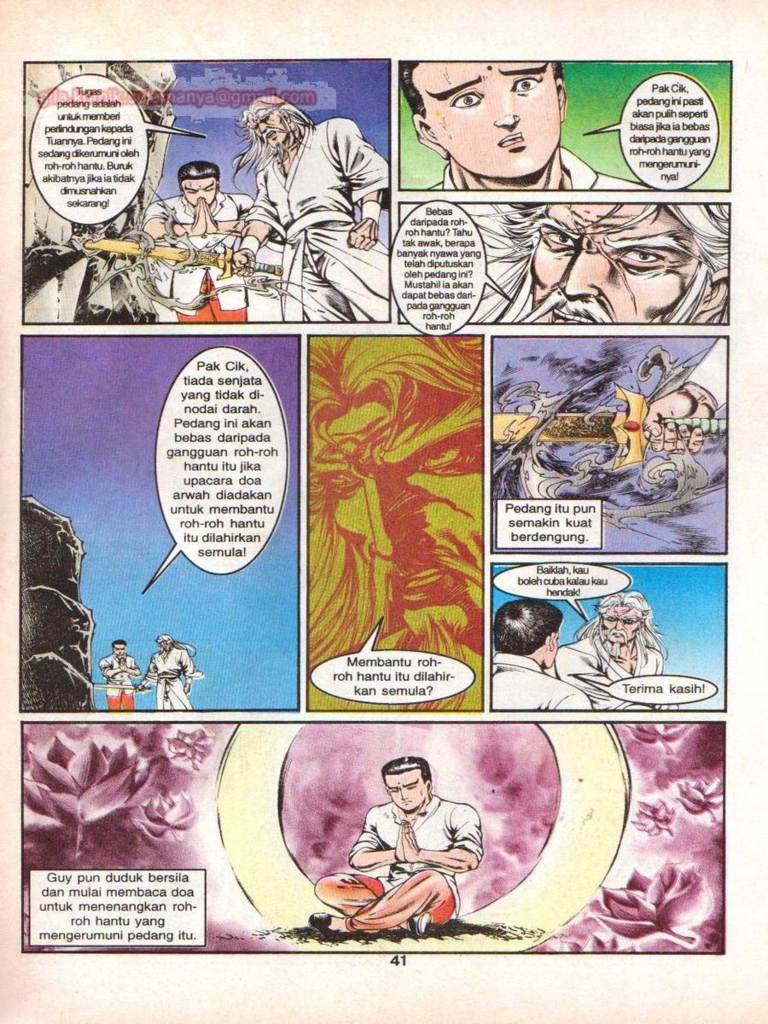 Tugas
pedang adalah
untuk memberi
perlindungan kepada
Tuannya. Pedang ini
sedang dikerumuni oleh
roh-roh hantu. Buruk
akibatnya jika ia tidak
dimusnahkan
sekarang!
Pak Cik,
pedang ini pasti
akan pulih seperti
biasa jika ia bebas
daripada gangguan
roh-roh hantu yang
mengerumuni-
nya!
Bebas
daripada roh-
roh hantu? Tahu
tak awak, berapa
banyak nyawa yang
telah diputuskan
oleh pedang ini?
Mustahil ia akan
dapat bebas dari-
pada gangguan
roh-roh
hantu!
Pak Cik,
tiada senjata
yang tidak di-
nodai darah.
Pedang ini akan
bebas daripada
gangguan roh-roh
hantu itu jika
upacara doa
arwah diadakan
untuk membantu
roh-roh hantu
itu dilahirkan
semula!
Membantu roh-
roh hantu itu dilahir-
kan semula?
Pedang itu pun
semakin kuat
berdengung.
Baiklah, kau
boleh cuba kalau kau
hendak!
Terima kasih!
Guy pun duduk bersila
dan mulai membaca doa
untuk menenangkan roh-
roh hantu yang
mengerumuni pedang itu.
41